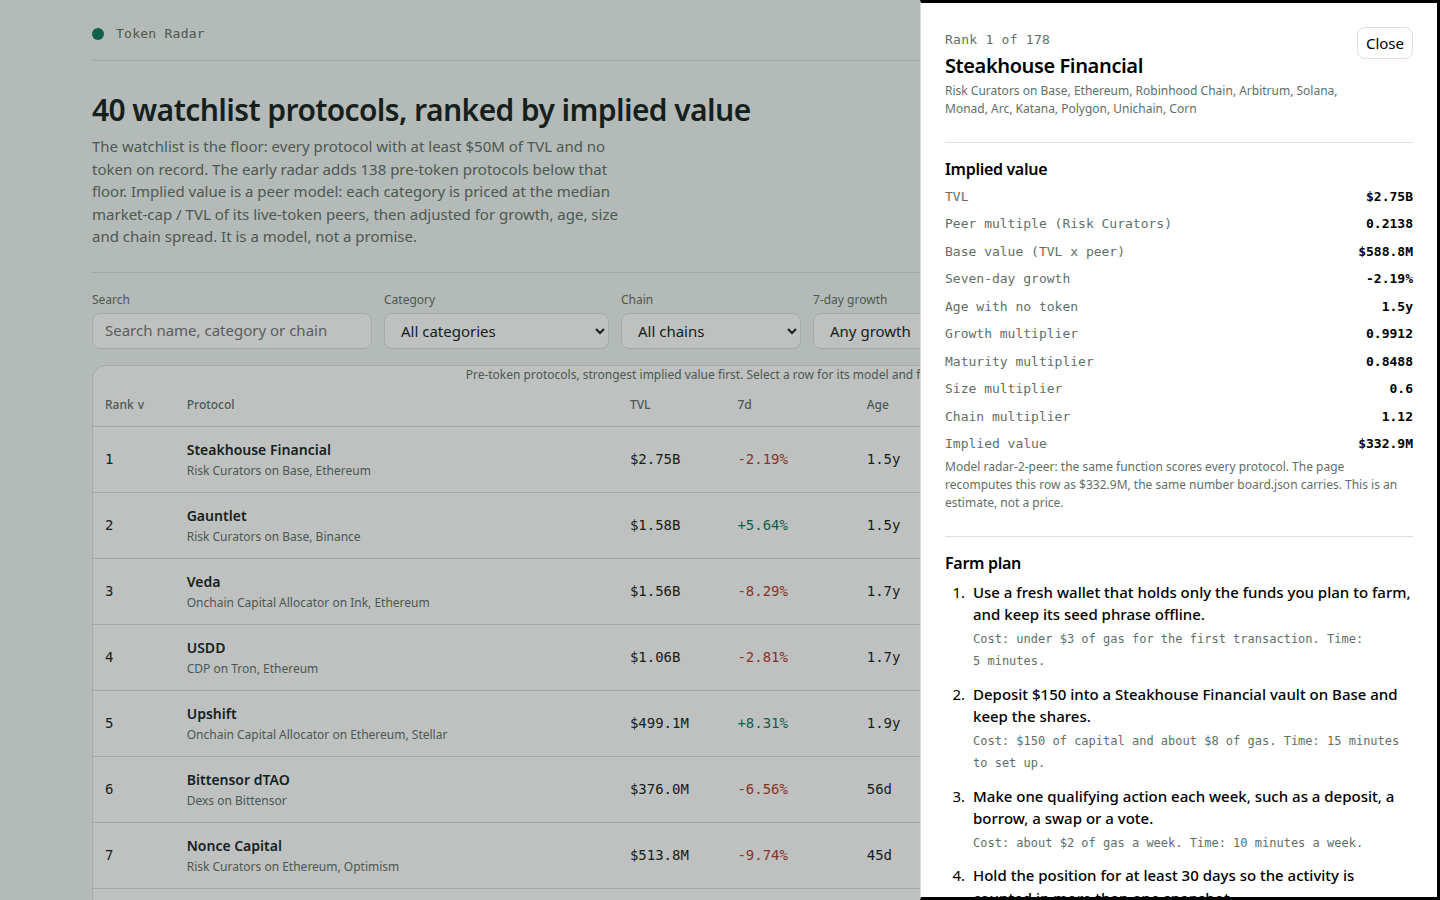 Token Radar
40 watchlist protocols, ranked by implied value
The watchlist is the floor: every protocol with at least $50M of TVL and no
token on record. The early radar adds 138 pre-token protocols below that
floor. Implied value is a peer model: each category is priced at the median
market-cap / TVL of its live-token peers, then adjusted for growth, age, size
and chain spread. It is a model, not a promise.
Search
Category
Chain
7-day growth
Search name, category or chain
All categories
All chains
Any growth
Pre-token protocols, strongest implied value first. Select a row for its model and f
Rank v
Protocol
TVL
7d
Age
1
Steakhouse Financial
Risk Curators on Base, Ethereum
$2.75B
-2.19%
1.5y
2
Gauntlet
Risk Curators on Base, Binance
$1.58B
+5.64%
1.5y
3
Veda
Onchain Capital Allocator on Ink, Ethereum
$1.56B
-8.29%
1.7y
4
USDD
CDP on Tron, Ethereum
$1.06B
-2.81%
1.7y
5
Upshift
Onchain Capital Allocator on Ethereum, Stellar
$499.1M
+8.31%
1.9y
6
Bittensor dTAO
Dexs on Bittensor
$376.0M
-6.56%
56d
7
Nonce Capital
Risk Curators on Ethereum, Optimism
$513.8M
-9.74%
45d
Rank 1 of 178
Close
Steakhouse Financial
Risk Curators on Base, Ethereum, Robinhood Chain, Arbitrum, Solana,
Monad, Arc, Katana, Polygon, Unichain, Corn
Implied value
TVL $2.75B
Peer multiple (Risk Curators) 0.2138
Base value (TVL x peer) $588.8M
Seven-day growth -2.19%
Age with no token 1.5y
Growth multiplier 0.9912
Maturity multiplier 0.8488
Size multiplier 0.6
Chain multiplier 1.12
Implied value $332.9M
Model radar-2-peer: the same function scores every protocol. The page
recomputes this row as $332.9M, the same number board.json carries. This is an
estimate, not a price.
Farm plan
1. Use a fresh wallet that holds only the funds you plan to farm,
and keep its seed phrase offline.
Cost: under $3 of gas for the first transaction. Time:
5 minutes.
2. Deposit $150 into a Steakhouse Financial vault on Base and
keep the shares.
Cost: $150 of capital and about $8 of gas. Time: 15 minutes
to set up.
3. Make one qualifying action each week, such as a deposit, a
borrow, a swap or a vote.
Cost: about $2 of gas a week. Time: 10 minutes a week.
4. Hold the position for at least 30 days so the activity is
counted in more than one snapshot.